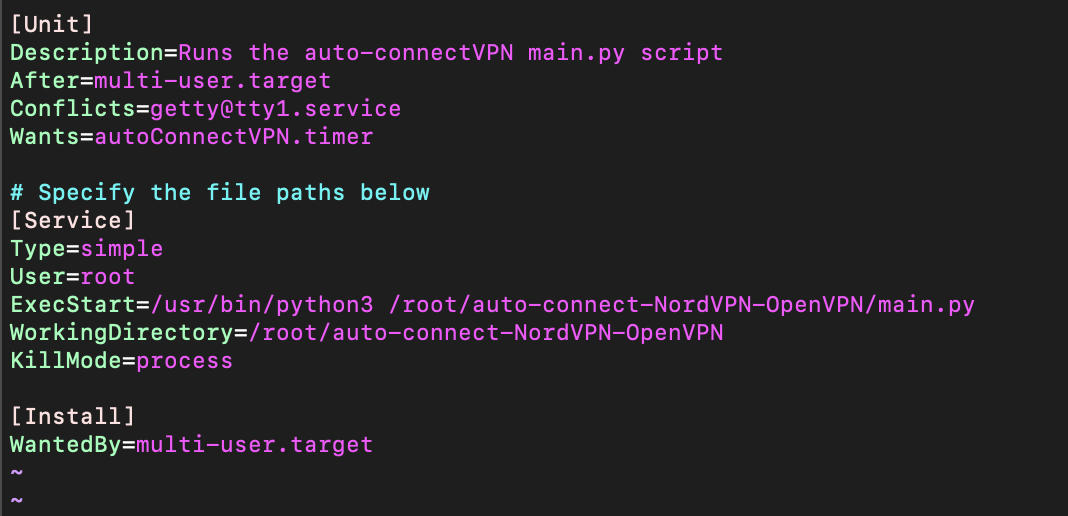 [Unit]
Description=Runs the auto-connectVPN main.py script
After=multi-user.target
Conflicts=getty@tty1.service
Wants=autoConnectVPN.timer
# Specify the file paths below
[Service]
Type=simple
User=root
ExecStart=/usr/bin/python3 /root/auto-connect-NordVPN-OpenVPN/main.py
WorkingDirectory=/root/auto-connect-NordVPN-OpenVPN
KillMode=process
[Install]
WantedBy=multi-user.target
~
~